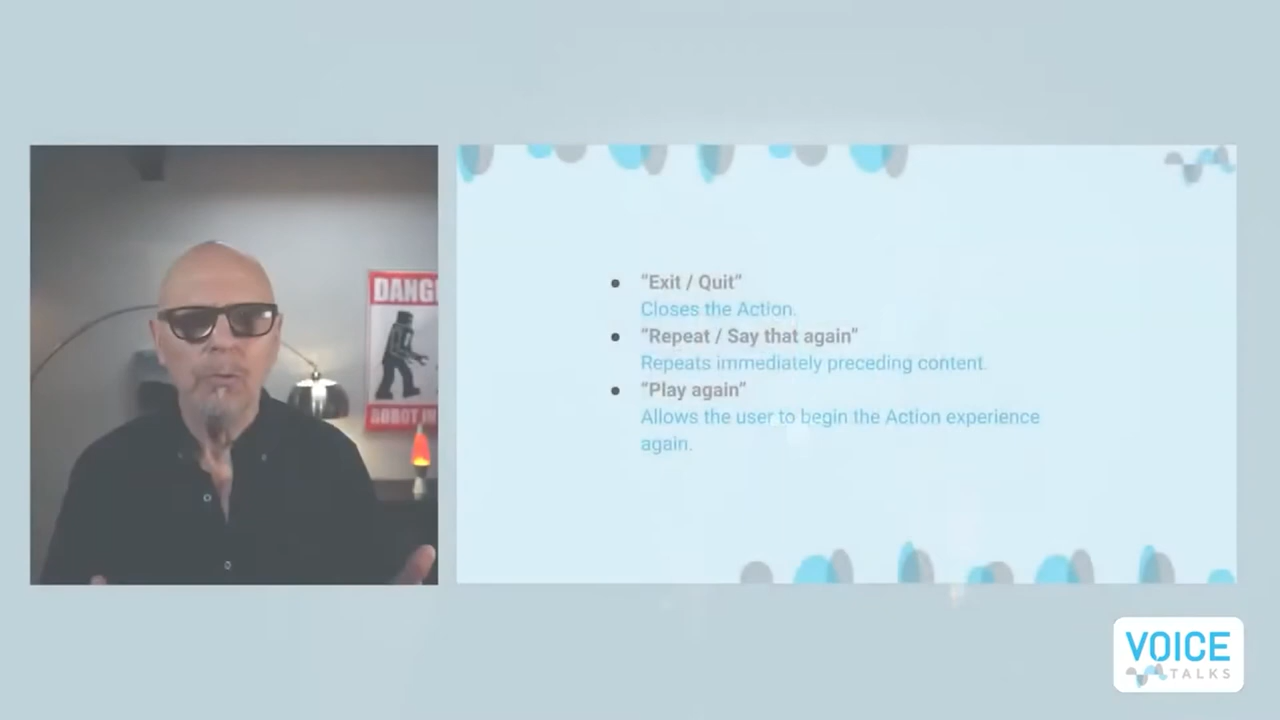 DANG
ROBOT IN
“Exit / Quit”
Closes the Action.
“Repeat / Say that again”
Repeats immediately preceding content.
“Play again”
Allows the user to begin the Action experience
again.
VOICE
TALKS